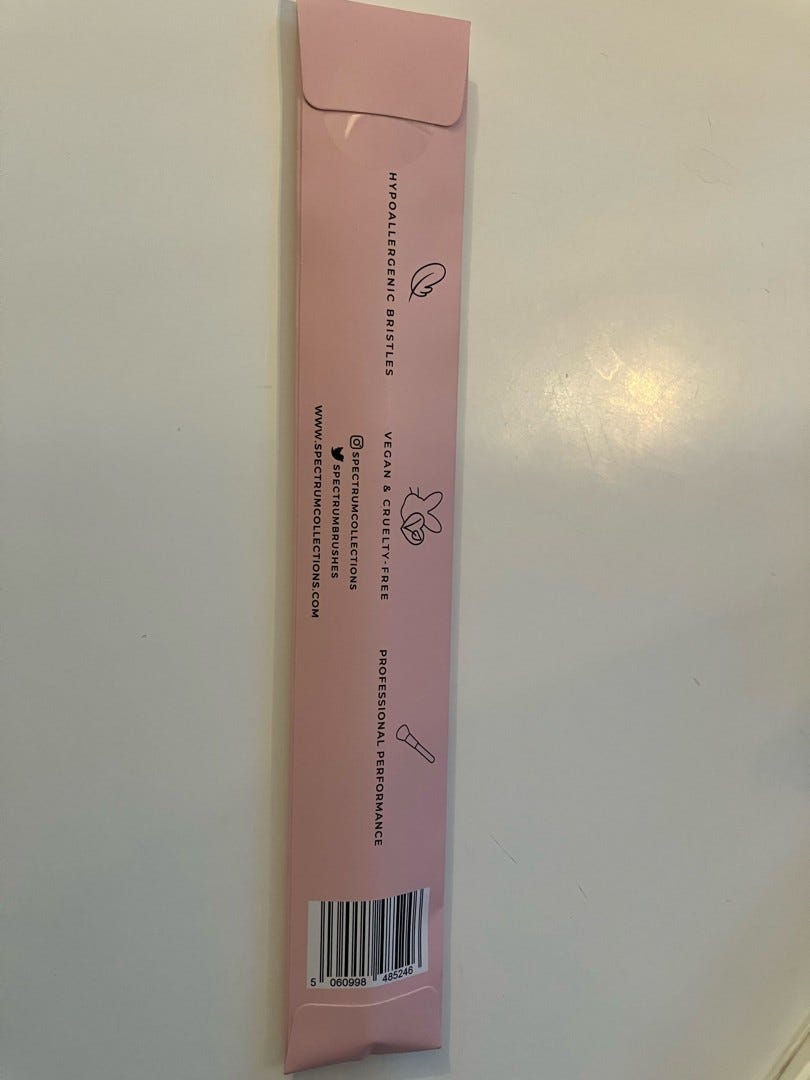 HYPOALLERGENIC BRISTLES
VEGAN & CRUELTY-FREE
PROFESSIONAL PERFORMANCE
SPECTRUMCOLLECTIONS
SPECTRUMBRUSHES
WWW.SPECTRUMCOLLECTIONS.COM
5 060998 485246